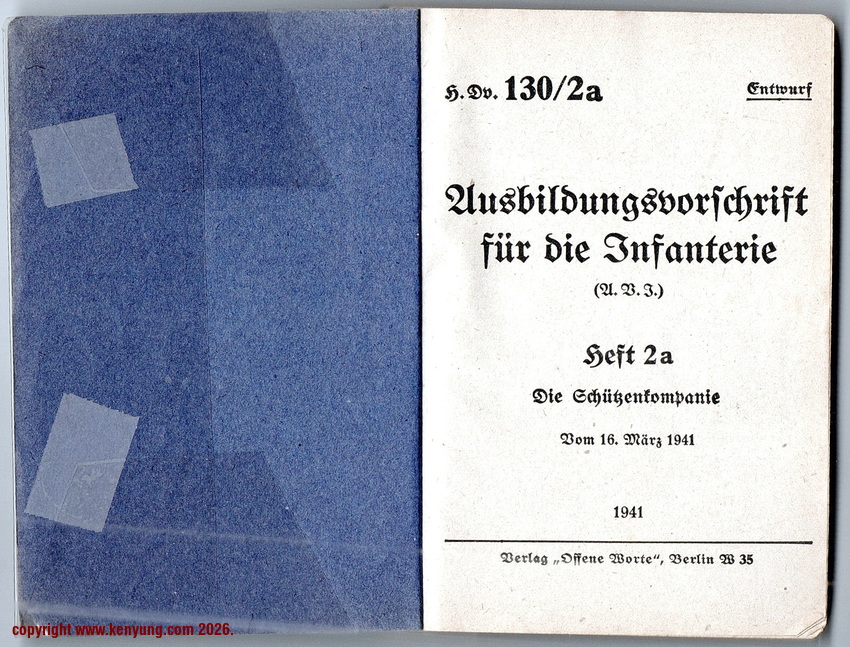 H. Dv. 130/2a
Entwurf
Ausbildungsvorschrift
für die Infanterie
(A. V. I.)
Heft 2a
Die Schützenkompanie
Vom 16. März 1941
1941
Verlag „Offene Worte“, Berlin W 35
copyright www.kenyung.com 2026.